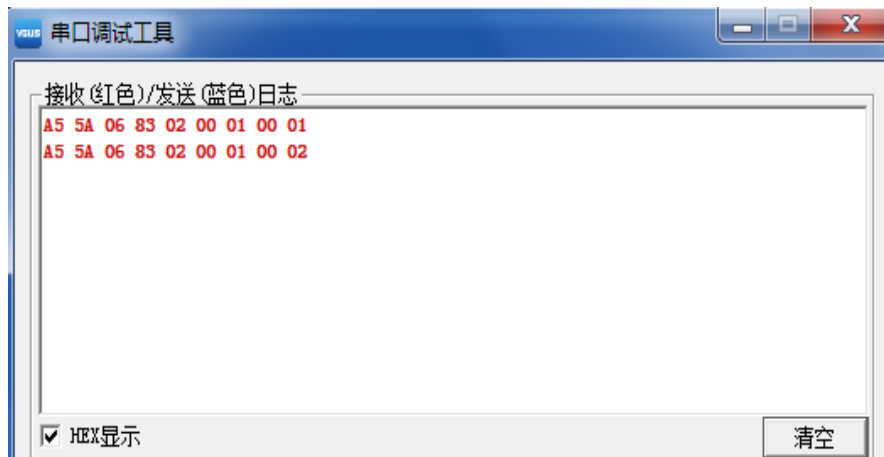 VGUS 串口调试工具
接收(红色)/发送(蓝色)日志
A5 5A 06 83 02 00 01 00 01
A5 5A 06 83 02 00 01 00 02
HEX显示
清空